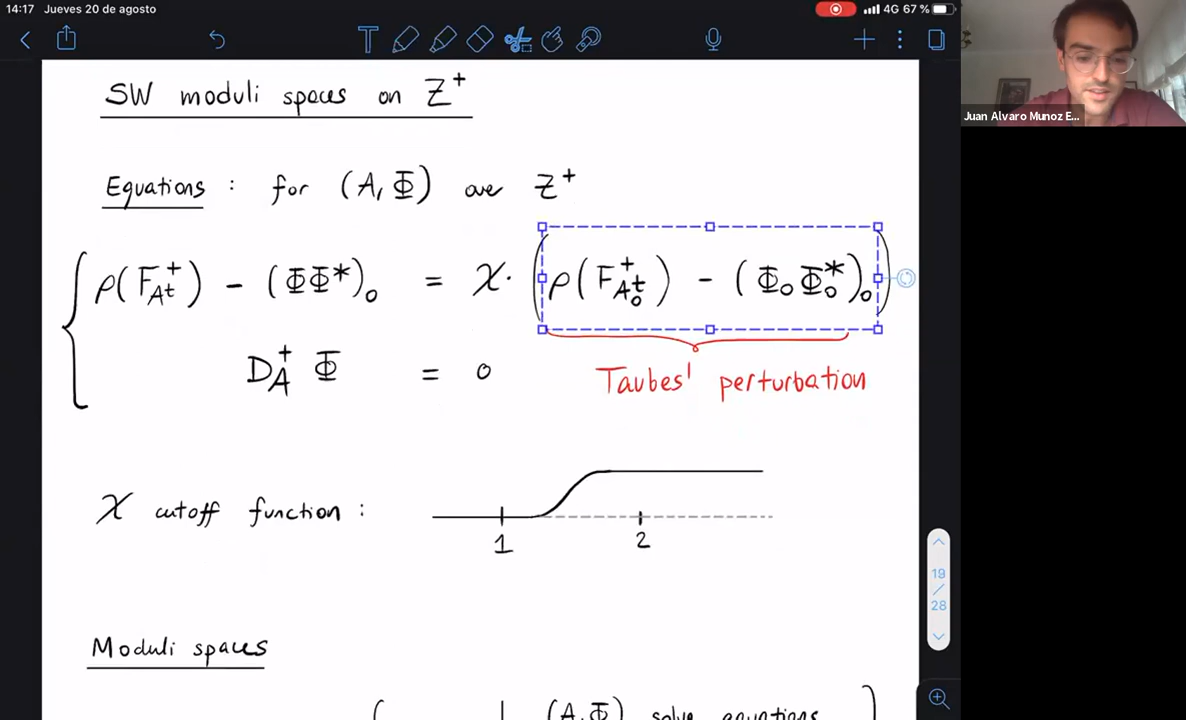 14:17 Jueves 20 de agosto 4G 67 %
Juan Alvaro Munoz E...
SW moduli spaces on Z⁺
Equations : for (A, Φ) over Z⁺
ρ(F⁺_{Aᵗ}) - (ΦΦ*)₀ = χ · (ρ(F⁺_{A₀ᵗ}) - (Φ₀Φ₀*)₀)
D⁺_A Φ = 0
Taubes' perturbation
χ cutoff function :
1 2
19 / 28
Moduli spaces
(A, Φ) solve equations